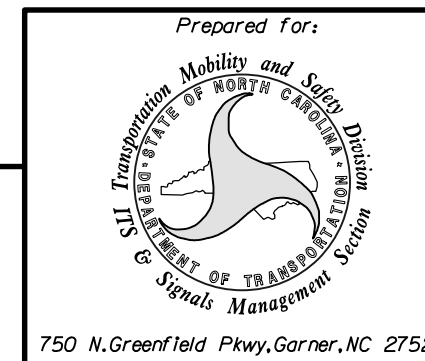 Prepared for:
Transportation Mobility and Safety Division
STATE OF NORTH CAROLINA
DEPARTMENT OF TRANSPORTATION
ITS & Signals Management Section
750 N.Greenfield Pkwy,Garner,NC 2752